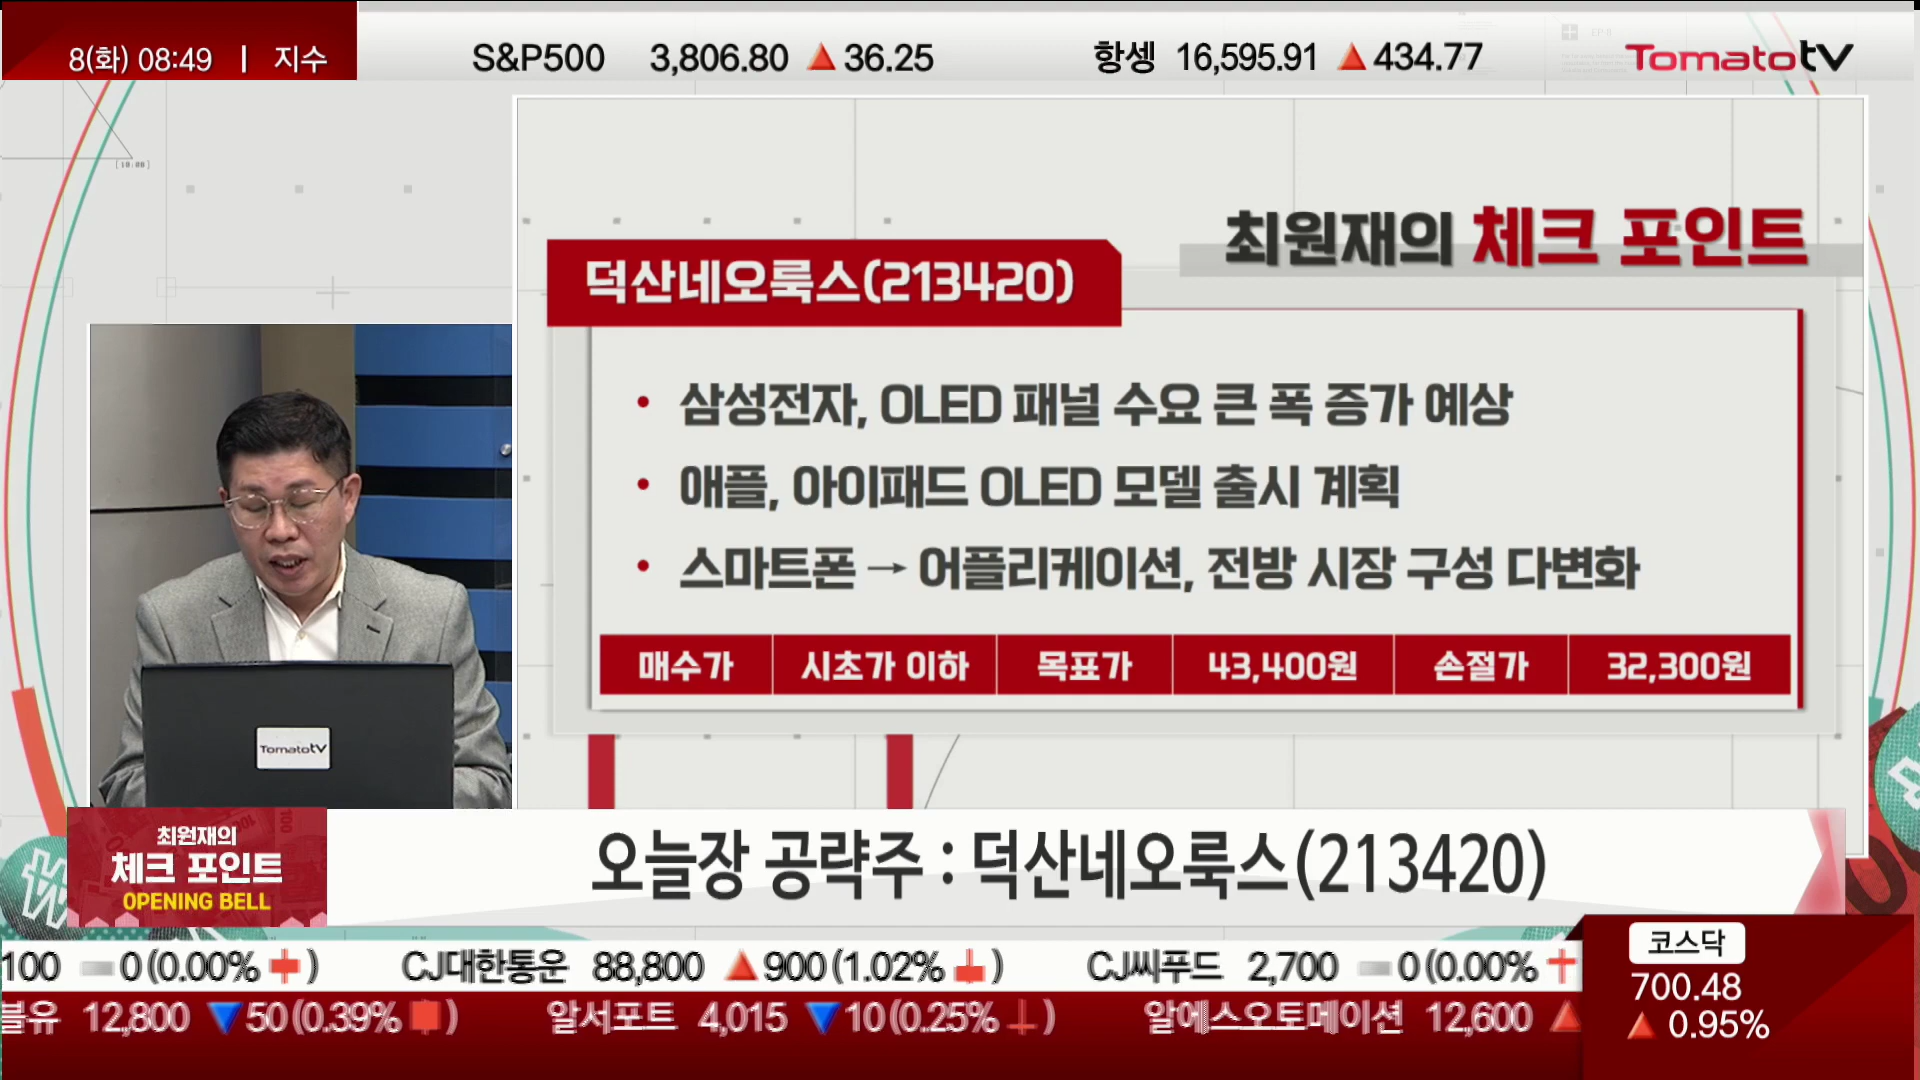 8(화) 08:49 | 지수
S&P500 3,806.80 ▲36.25
항셍 16,595.91 ▲434.77
Tomatotv
최원재의 체크 포인트
덕산네오룩스(213420)
• 삼성전자, OLED 패널 수요 큰 폭 증가 예상
• 애플, 아이패드 OLED 모델 출시 계획
• 스마트폰 → 어플리케이션, 전방 시장 구성 다변화
매수가 시초가 이하 목표가 43,400원 손절가 32,300원
Tomatotv
최원재의
체크 포인트
OPENING BELL
오늘장 공략주 : 덕산네오룩스(213420)
100 0(0.00% ) CJ대한통운 88,800 ▲900(1.02% ) CJ씨푸드 2,700 0(0.00%
12,800 ▼50(0.39% ) 알서포트 4,015 ▼10(0.25% ) 알에스오토메이션 12,600 ▲
코스닥
700.48
▲ 0.95%